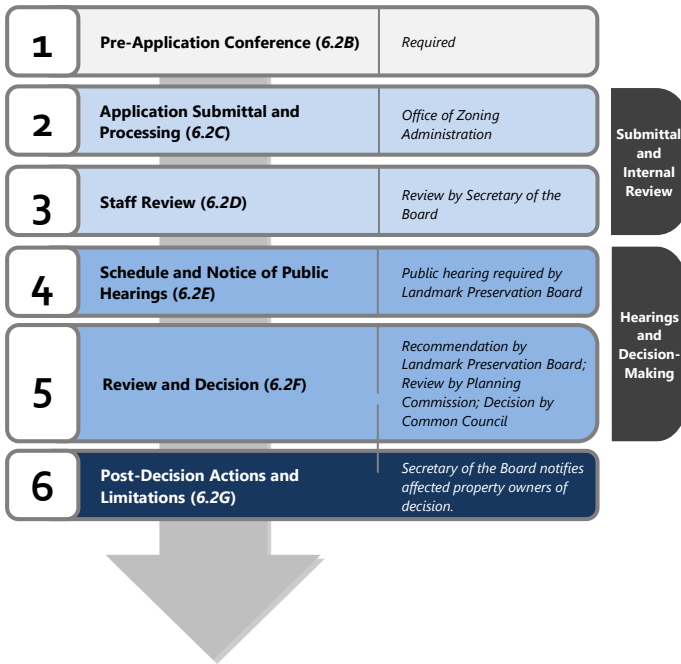 1
Pre-Application Conference (6.2B)
Required
2
Application Submittal and
Processing (6.2C)
Office of Zoning
Administration
3
Staff Review (6.2D)
Review by Secretary of the
Board
Submittal
and
Internal
Review
4
Schedule and Notice of Public
Hearings (6.2E)
Public hearing required by
Landmark Preservation Board
5
Review and Decision (6.2F)
Recommendation by
Landmark Preservation Board;
Review by Planning
Commission; Decision by
Common Council
Hearings
and
Decision-
Making
6
Post-Decision Actions and
Limitations (6.2G)
Secretary of the Board notifies
affected property owners of
decision.